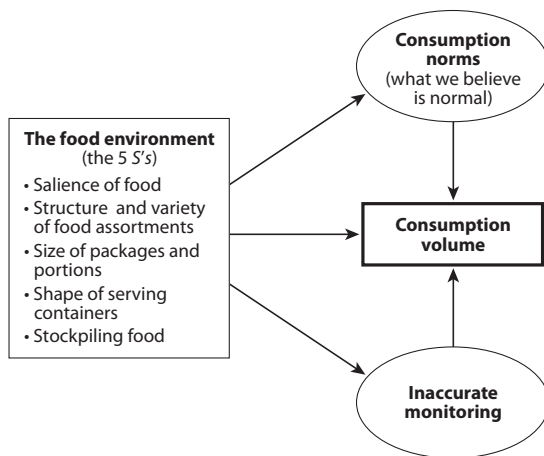 Consumption
norms
(what we believe
is normal)
The food environment
(the 5 S's)
• Salience of food
• Structure and variety
of food assortments
• Size of packages and
portions
• Shape of serving
containers
• Stockpiling food
Consumption
volume
Inaccurate
monitoring